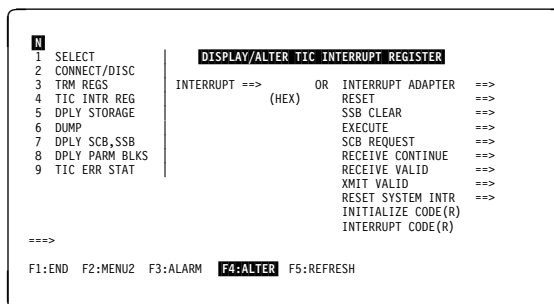 N
1 SELECT DISPLAY/ALTER TIC INTERRUPT REGISTER
2 CONNECT/DISC
3 TRM REGS INTERRUPT ==> OR INTERRUPT ADAPTER ==>
4 TIC INTR REG (HEX) RESET ==>
5 DPLY STORAGE SSB CLEAR ==>
6 DUMP EXECUTE ==>
7 DPLY SCB,SSB SCB REQUEST ==>
8 DPLY PARM BLKS RECEIVE CONTINUE ==>
9 TIC ERR STAT RECEIVE VALID ==>
XMIT VALID ==>
RESET SYSTEM INTR ==>
INITIALIZE CODE(R)
INTERRUPT CODE(R)
===>
F1:END F2:MENU2 F3:ALARM F4:ALTER F5:REFRESH